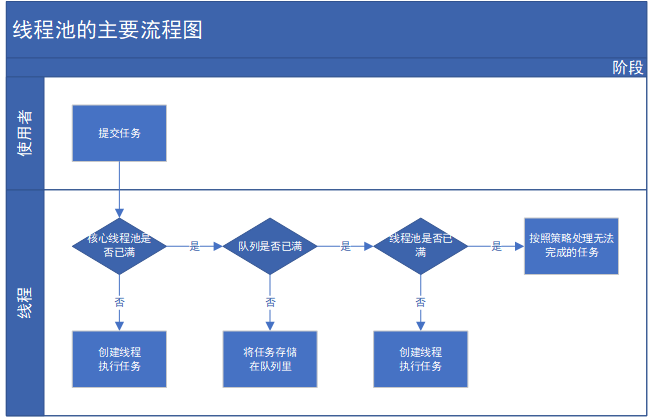 线程池的主要流程图
阶段
使用者
提交任务
线程
核心线程池是
否已满
是
队列是否已满
是
线程池是否已
满
是
按照策略处理无法
完成的任务
否
否
否
创建线程
执行任务
将任务存储
在队列里
创建线程
执行任务